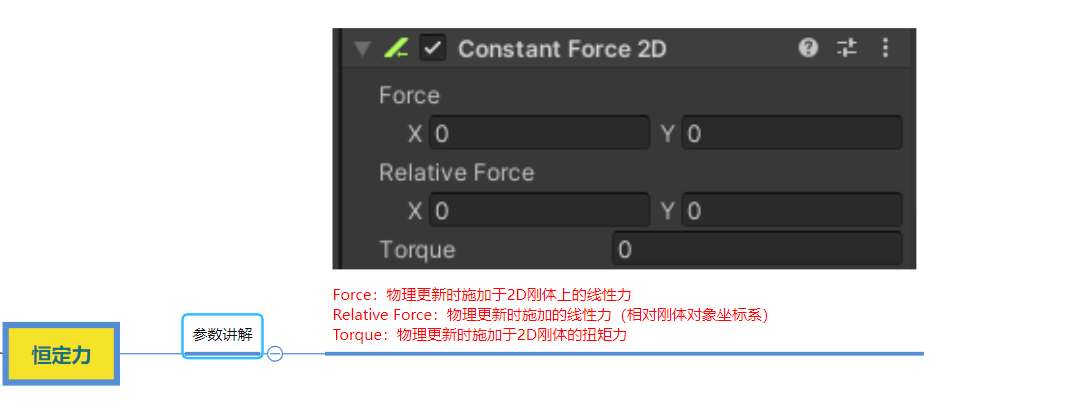 Constant Force 2D
Force
X 0 Y 0
Relative Force
X 0 Y 0
Torque 0
Force：物理更新时施加于2D刚体上的线性力
Relative Force：物理更新时施加的线性力（相对刚体对象坐标系）
Torque：物理更新时施加于2D刚体的扭矩力
参数讲解
恒定力